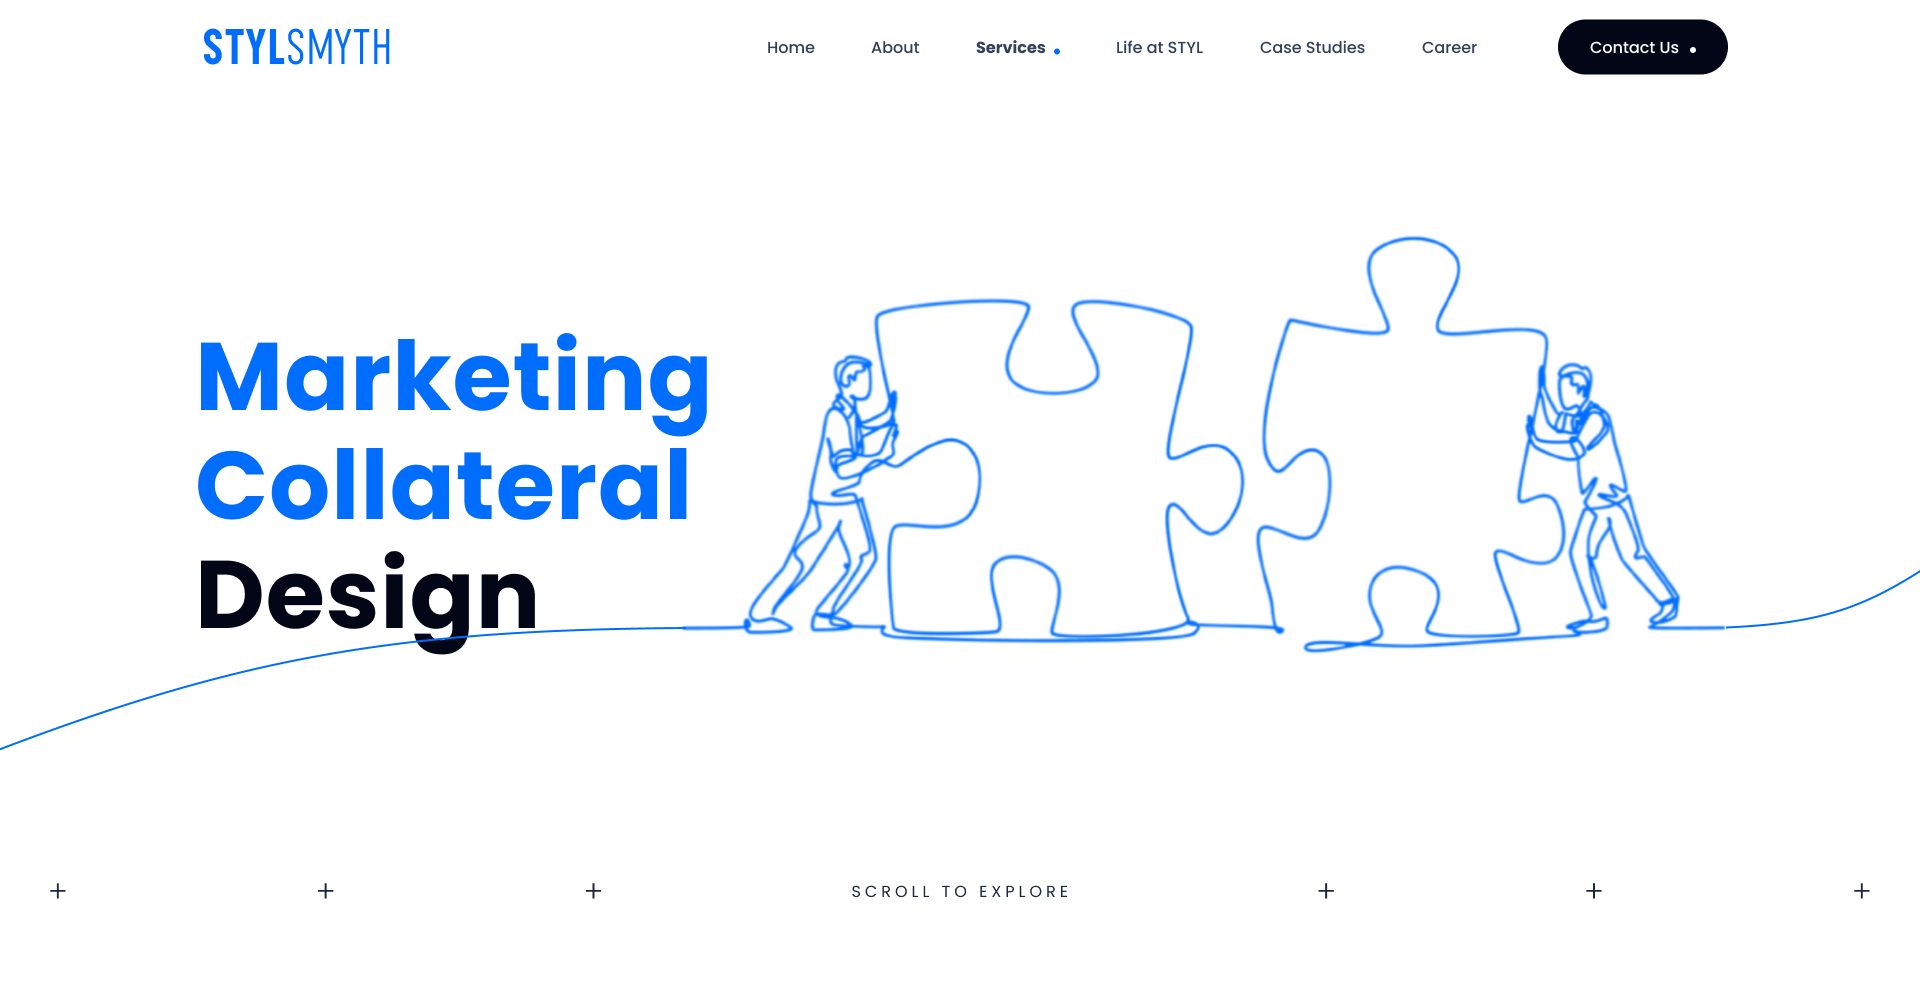 STYLSMYTH
Home About Services Life at STYL Case Studies Career Contact Us
Marketing
Collateral
Design
SCROLL TO EXPLORE